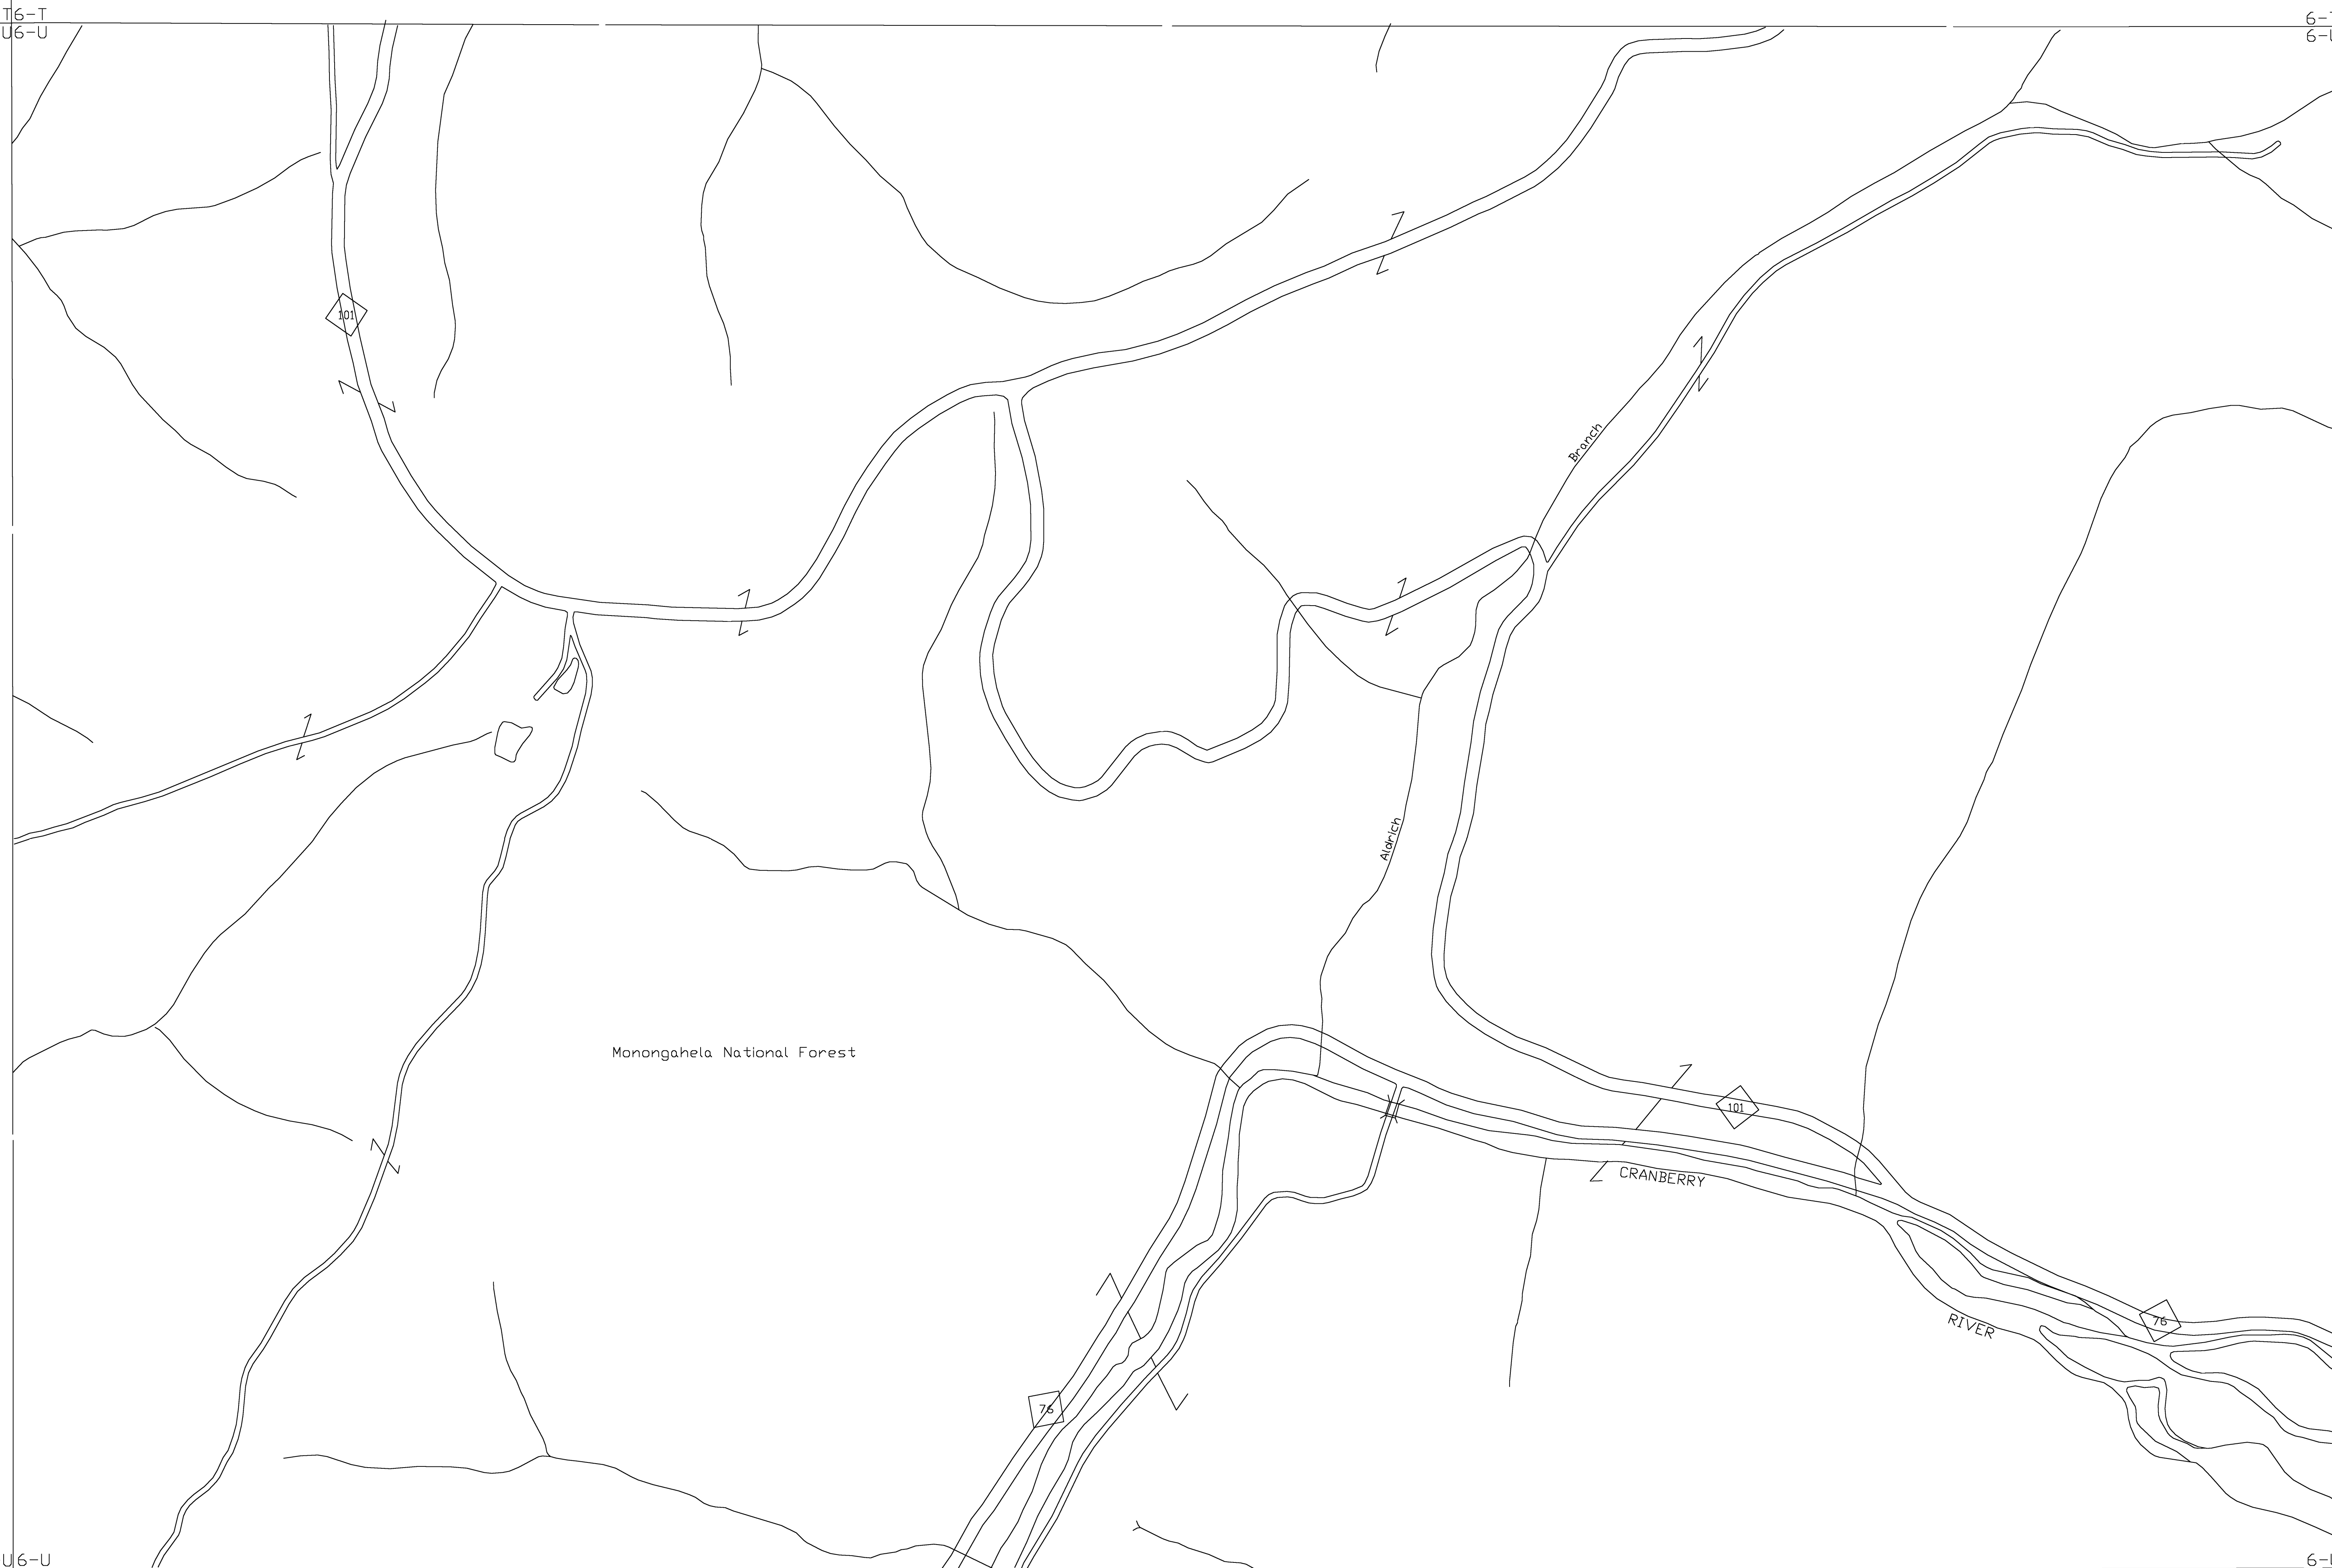 T6-T
U6-U
6-
6-
101
Branch
Aldrich
Monongahela National Forest
101
CRANBERRY
RIVER
76
76
U6-U
6-